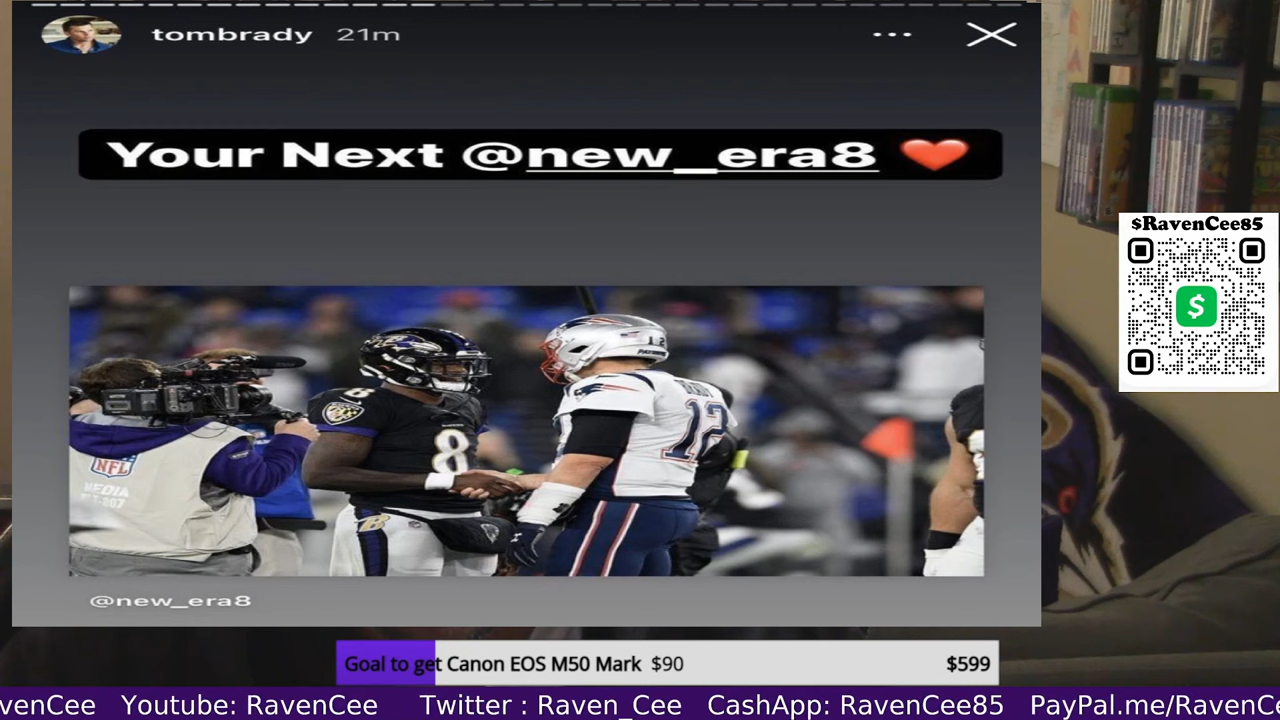 tombrady 21m
Your Next @new_era8 ❤️
$RavenCee85
8
12
NFL
MEDIA
@new_era8
Goal to get Canon EOS M50 Mark $90 $599
venCee Youtube: RavenCee Twitter : Raven_Cee CashApp: RavenCee85 PayPal.me/RavenCe